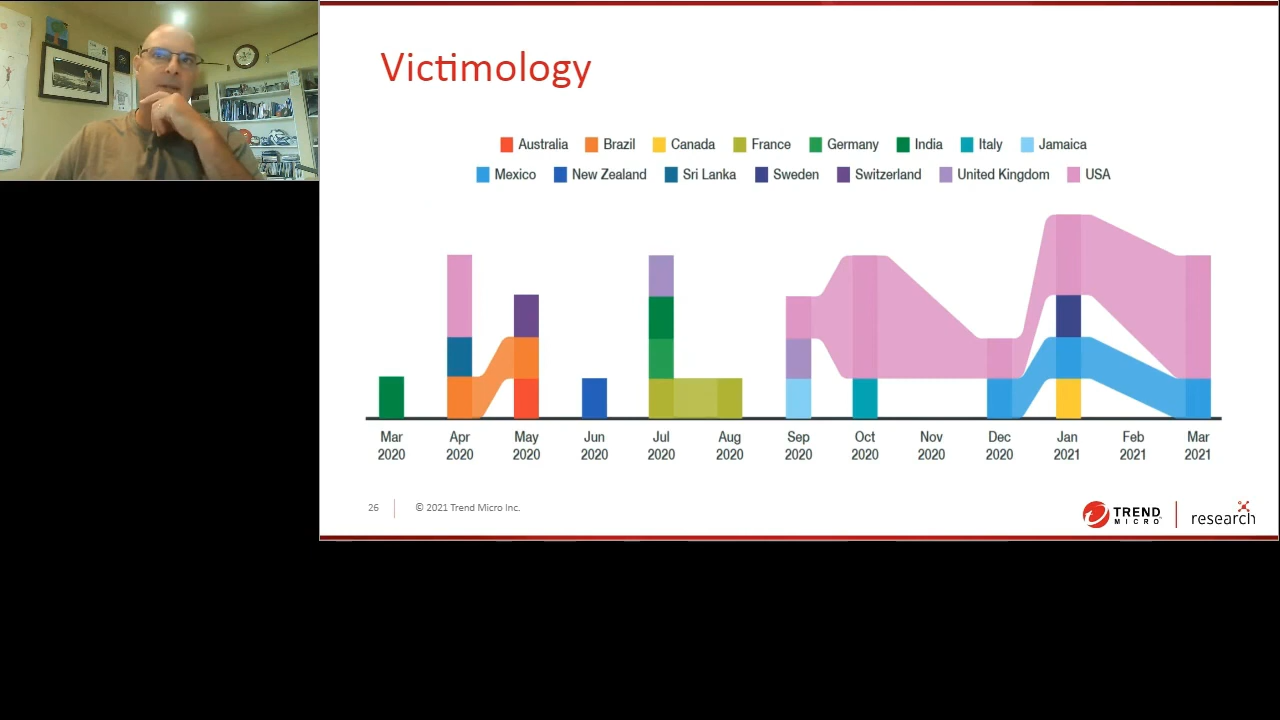 Victimology
Australia Brazil Canada France Germany India Italy Jamaica
Mexico New Zealand Sri Lanka Sweden Switzerland United Kingdom USA
Mar Apr May Jun Jul Aug Sep Oct Nov Dec Jan Feb Mar
2020 2020 2020 2020 2020 2020 2020 2020 2020 2020 2021 2021 2021
26 © 2021 Trend Micro Inc.
TREND
MICRO
research